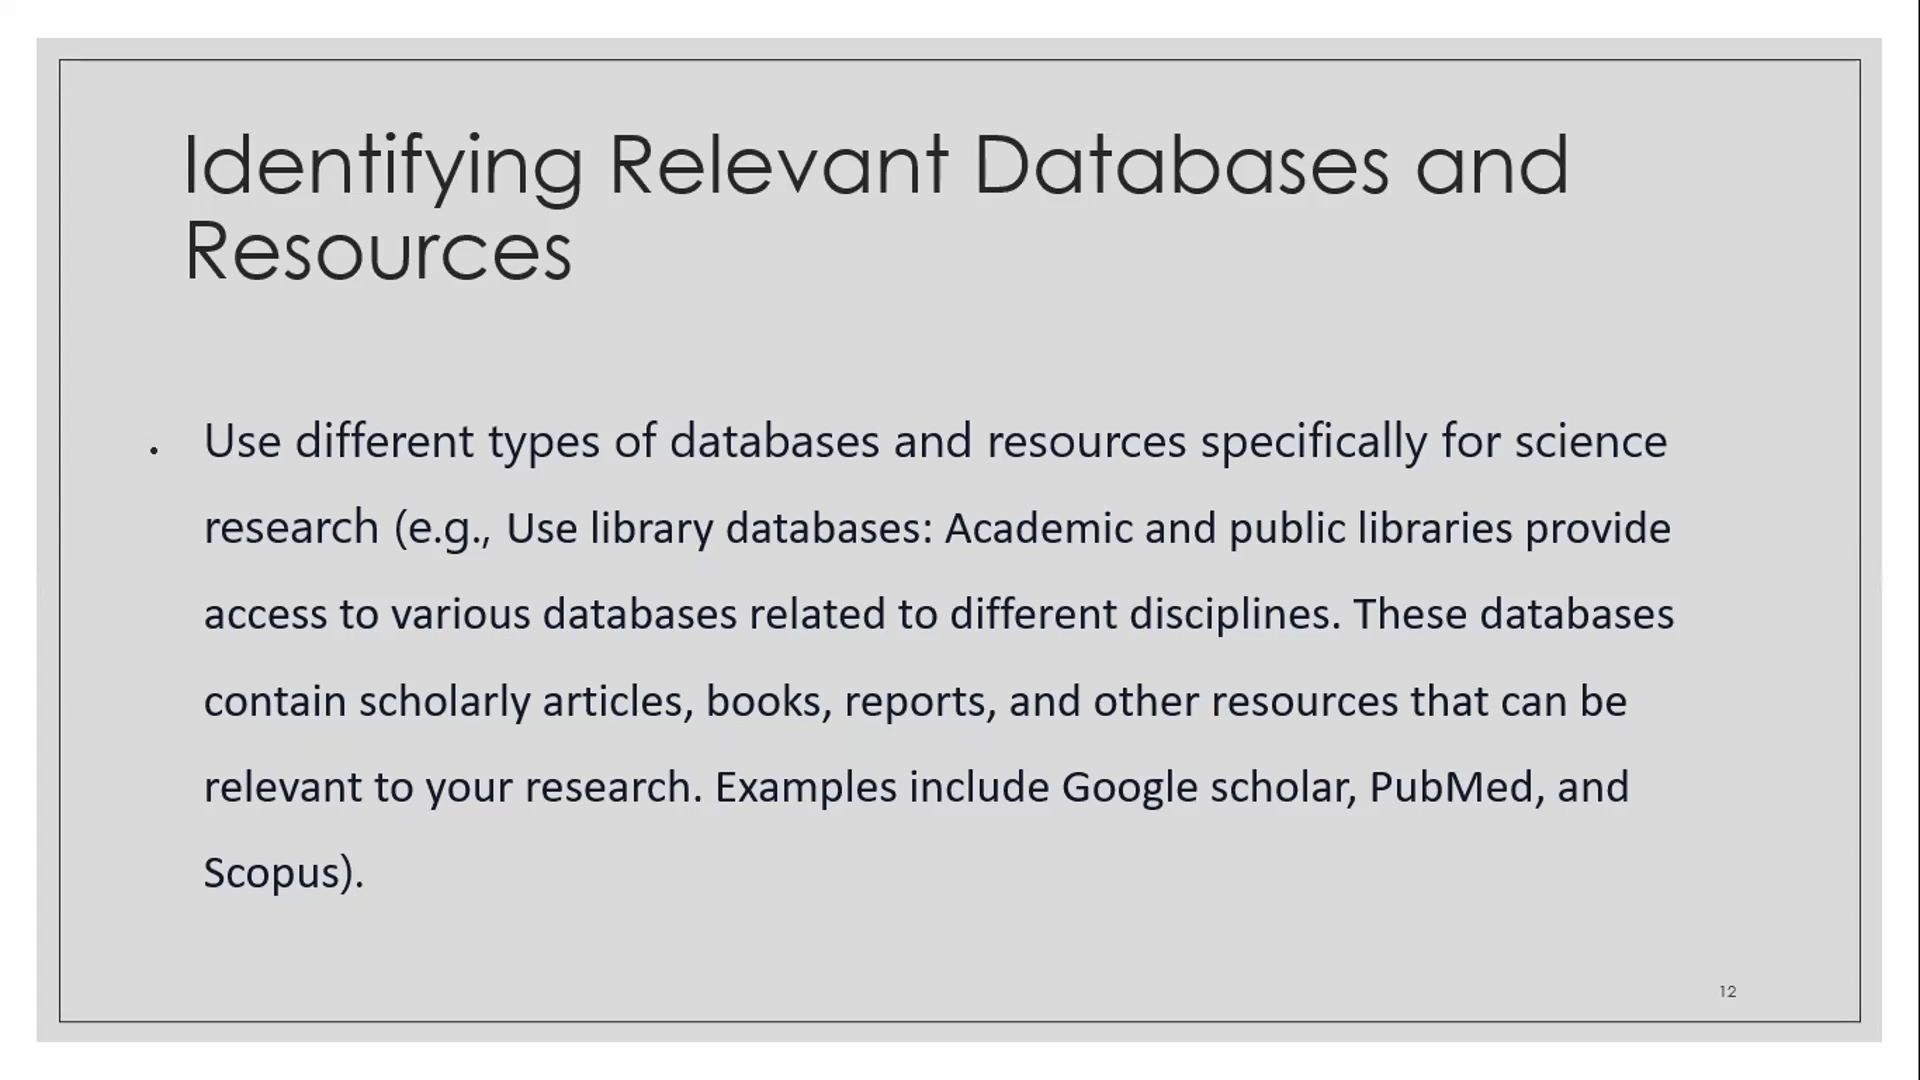 Identifying Relevant Databases and
Resources
• Use different types of databases and resources specifically for science
research (e.g., Use library databases: Academic and public libraries provide
access to various databases related to different disciplines. These databases
contain scholarly articles, books, reports, and other resources that can be
relevant to your research. Examples include Google scholar, PubMed, and
Scopus).
12